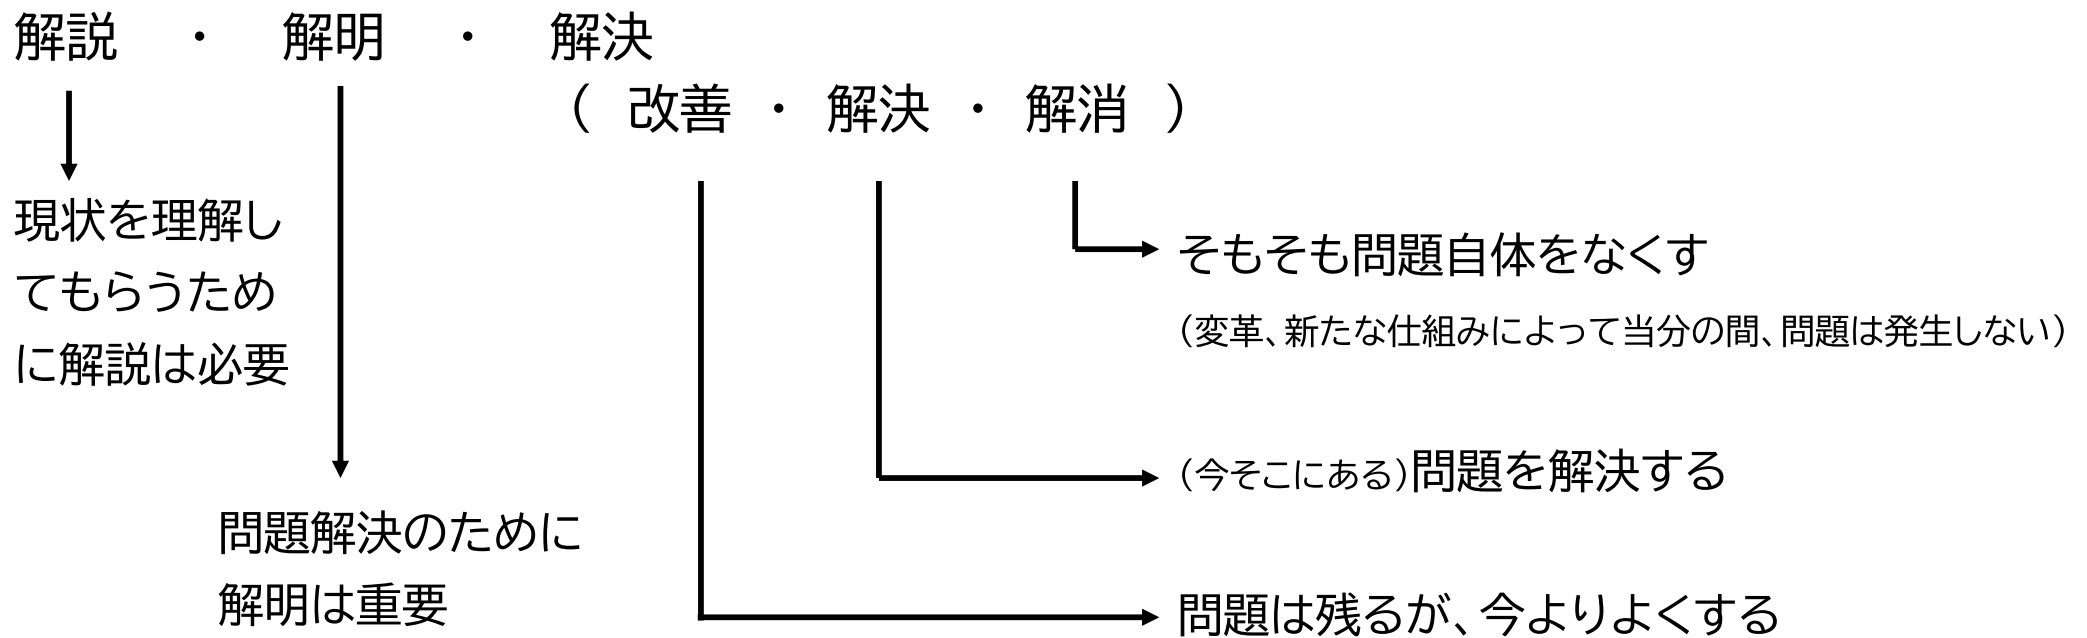 解説　・　解明　・　解決
（　改善　・　解決　・　解消　）
現状を理解し
てもらうため
に解説は必要
そもそも問題自体をなくす
（変革、新たな仕組みによって当分の間、問題は発生しない）
（今そこにある）問題を解決する
問題解決のために
解明は重要
問題は残るが、今よりよくする